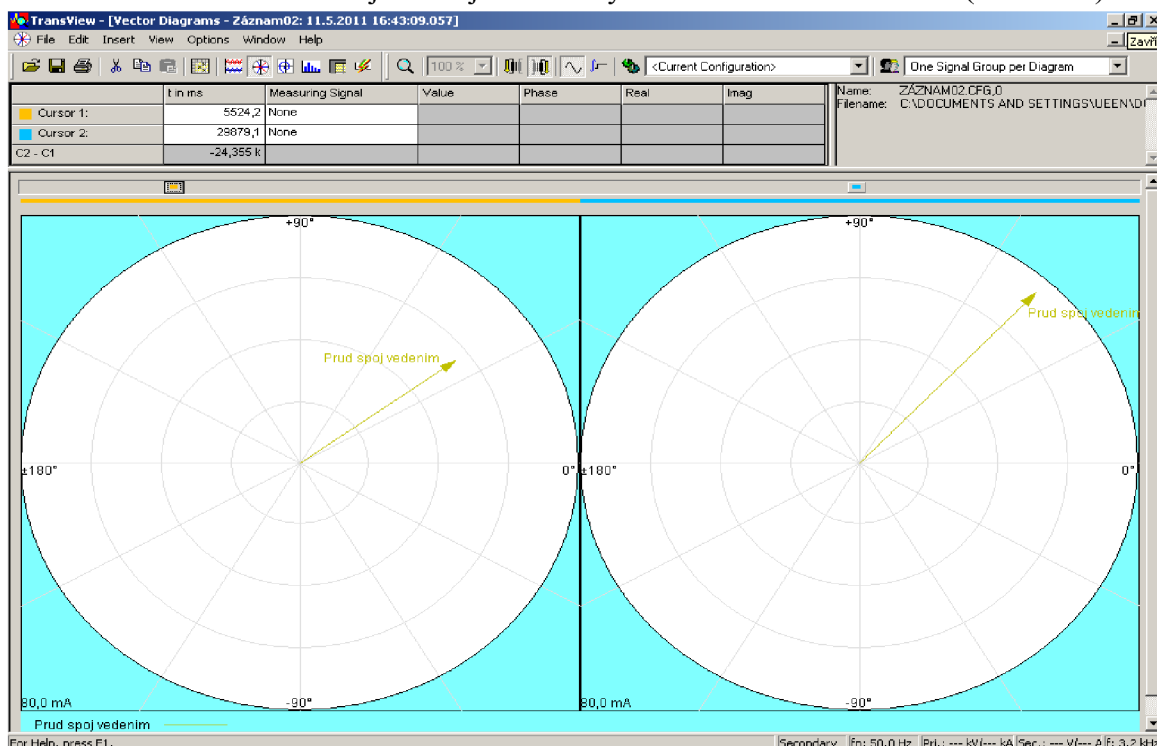 TransView - [Vector Diagrams - Záznam02: 11.5.2011 16:43:09.057]
File Edit Insert View Options Window Help
Zavří
100 % <Current Configuration> One Signal Group per Diagram
t in ms Measuring Signal Value Phase Real Imag
Cursor 1: 5524,2 None
Cursor 2: 29879,1 None
C2 - C1 -24,355 k
Name: ZÁZNAM02.CFG,0
Filename: C:\DOCUMENTS AND SETTINGS\UEEN\D
+90° +90°
Prud spoj vedenim
Prud spoj vedenim
±180° 0° ±180° 0°
80,0 mA -90° 80,0 mA -90°
Prud spoj vedenim
For Help, press F1. Secondary fn: 50,0 Hz Pri.: --- kV/--- kA Sec.: --- V/--- A f: 3,2 kHz